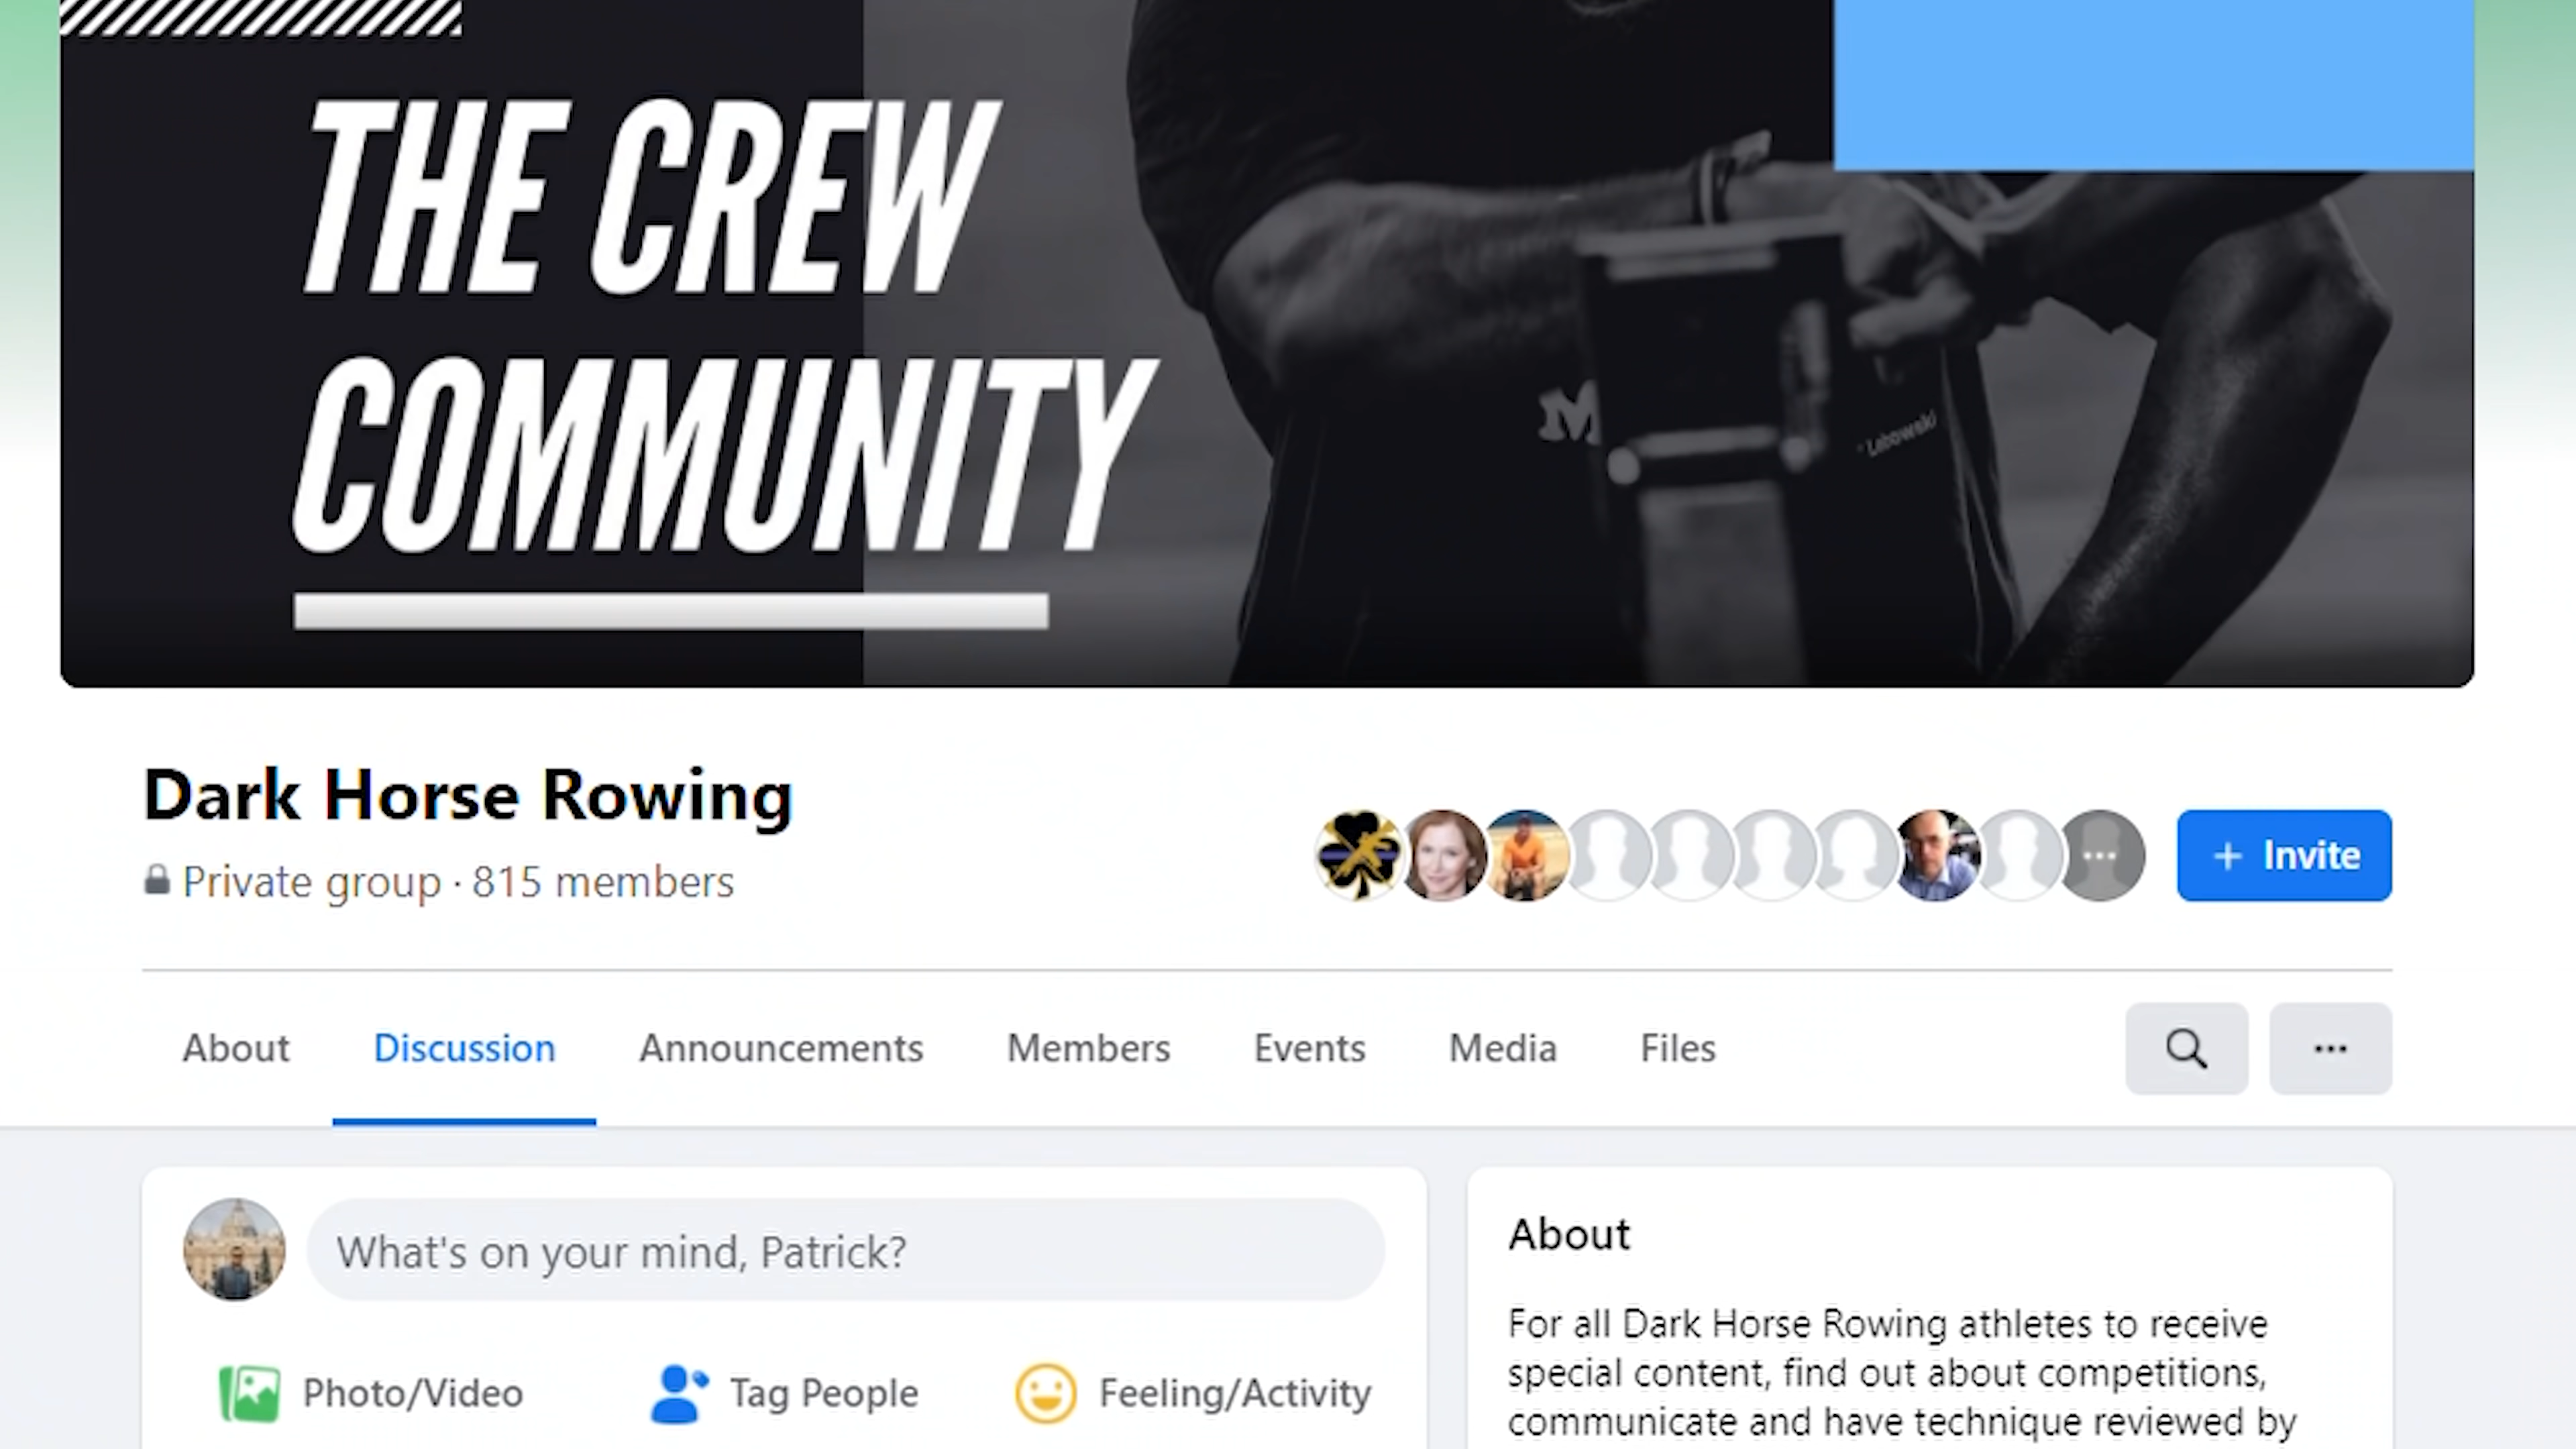 THE CREW
COMMUNITY
M
Lebowski
Dark Horse Rowing
Private group · 815 members
+ Invite
About Discussion Announcements Members Events Media Files
What's on your mind, Patrick?
Photo/Video Tag People Feeling/Activity
About
For all Dark Horse Rowing athletes to receive
special content, find out about competitions,
communicate and have technique reviewed by